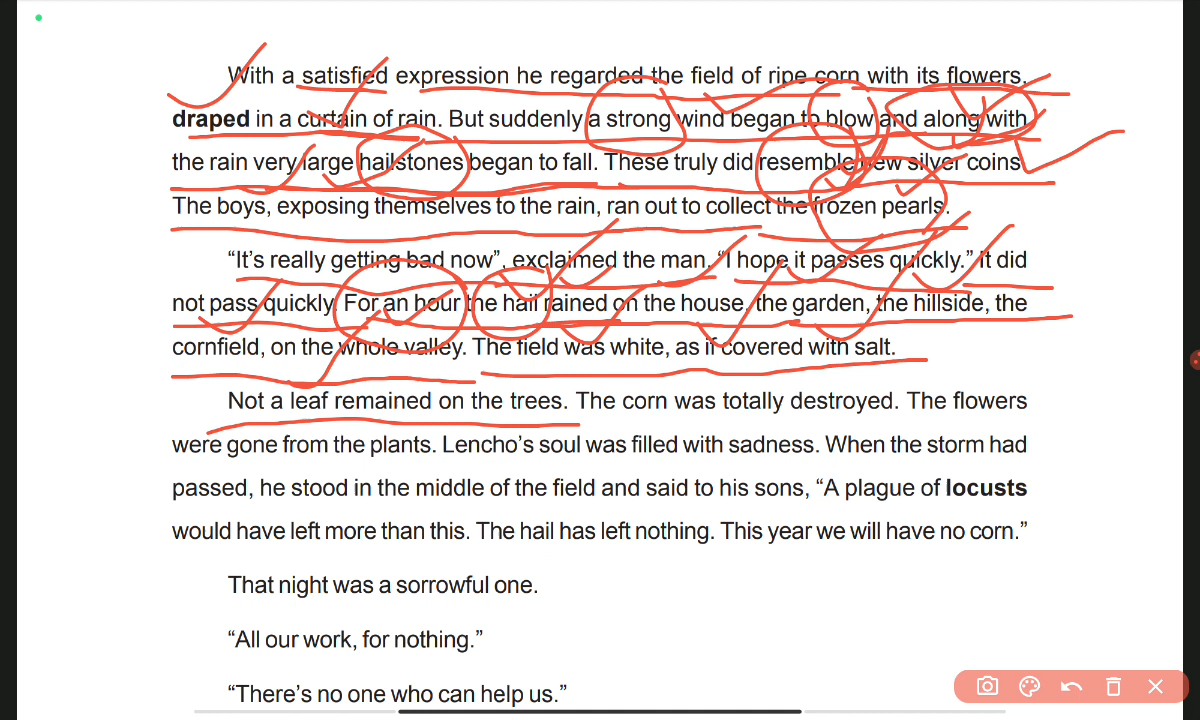 With a satisfied expression he regarded the field of ripe corn with its flowers,
draped in a curtain of rain. But suddenly a strong wind began to blow and along with
the rain very large hailstones began to fall. These truly did resemble new silver coins.
The boys, exposing themselves to the rain, ran out to collect the frozen pearls.
“It’s really getting bad now”, exclaimed the man. “I hope it passes quickly.” It did
not pass quickly. For an hour the hail rained on the house, the garden, the hillside, the
cornfield, on the whole valley. The field was white, as if covered with salt.
Not a leaf remained on the trees. The corn was totally destroyed. The flowers
were gone from the plants. Lencho’s soul was filled with sadness. When the storm had
passed, he stood in the middle of the field and said to his sons, “A plague of locusts
would have left more than this. The hail has left nothing. This year we will have no corn.”
That night was a sorrowful one.
“All our work, for nothing.”
“There’s no one who can help us.”